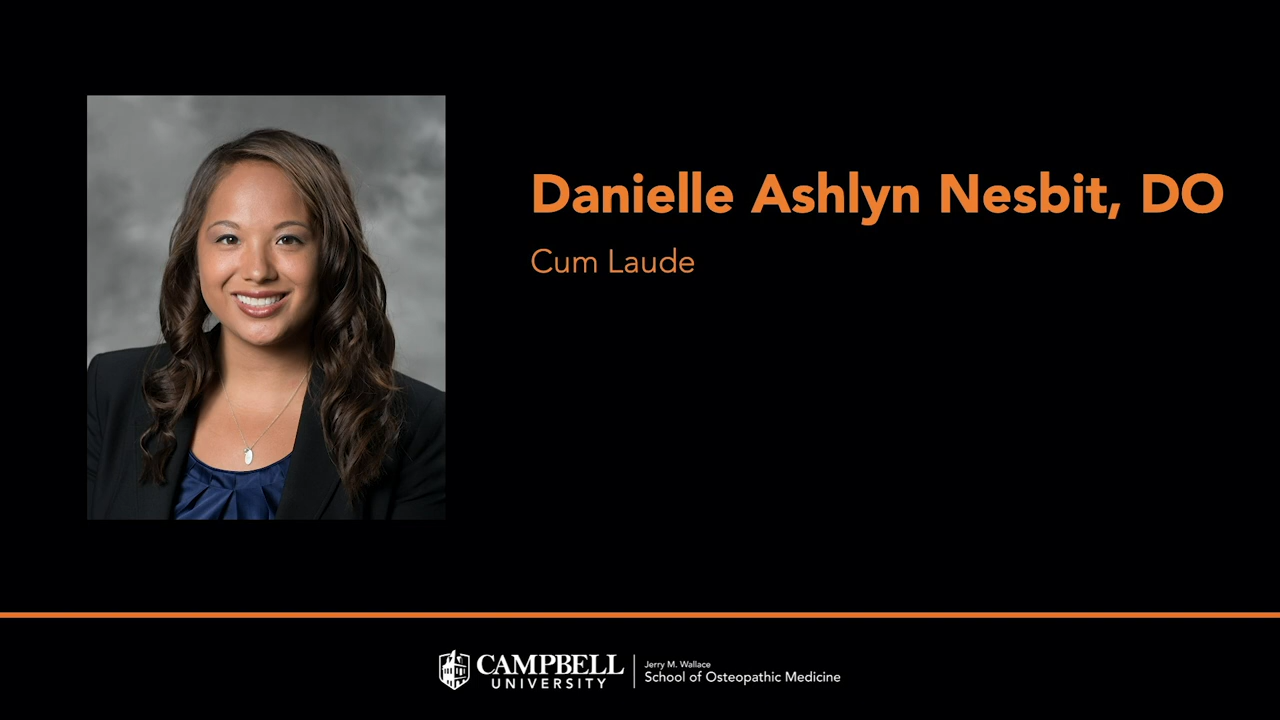 Danielle Ashlyn Nesbit, DO
Cum Laude
CAMPBELL
UNIVERSITY
Jerry M. Wallace
School of Osteopathic Medicine